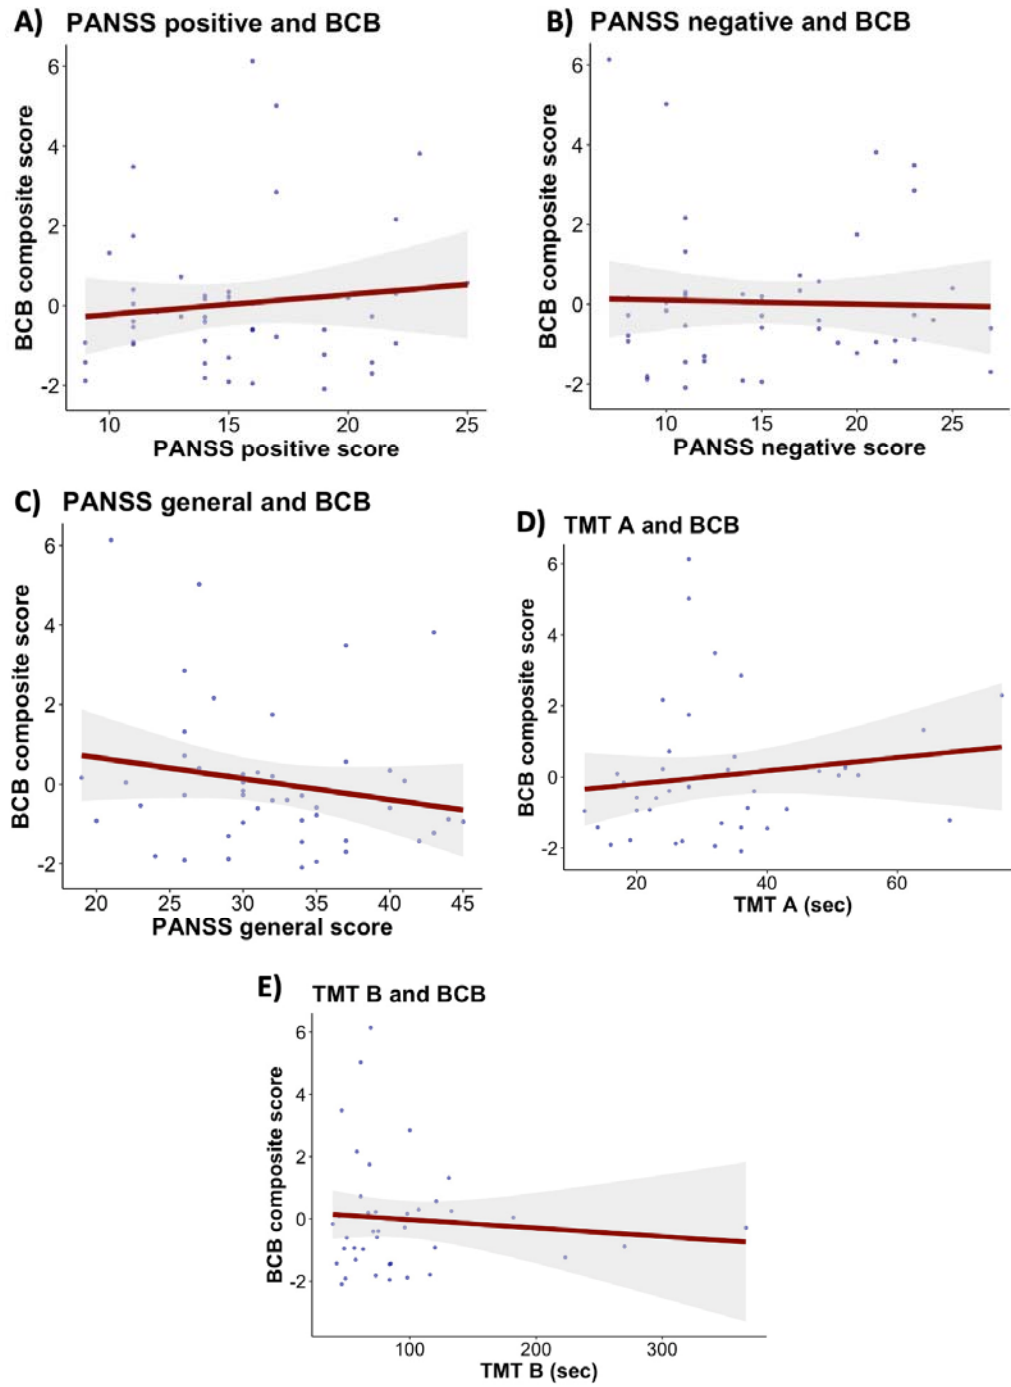 A) PANSS positive and BCB
BCB composite score
6
4
2
0
-2
10 15 20 25
PANSS positive score
B) PANSS negative and BCB
BCB composite score
6
4
2
0
-2
10 15 20 25
PANSS negative score
C) PANSS general and BCB
BCB composite score
6
4
2
0
-2
20 25 30 35 40 45
PANSS general score
D) TMT A and BCB
BCB composite score
6
4
2
0
-2
20 40 60
TMT A (sec)
E) TMT B and BCB
BCB composite score
6
4
2
0
-2
100 200 300
TMT B (sec)